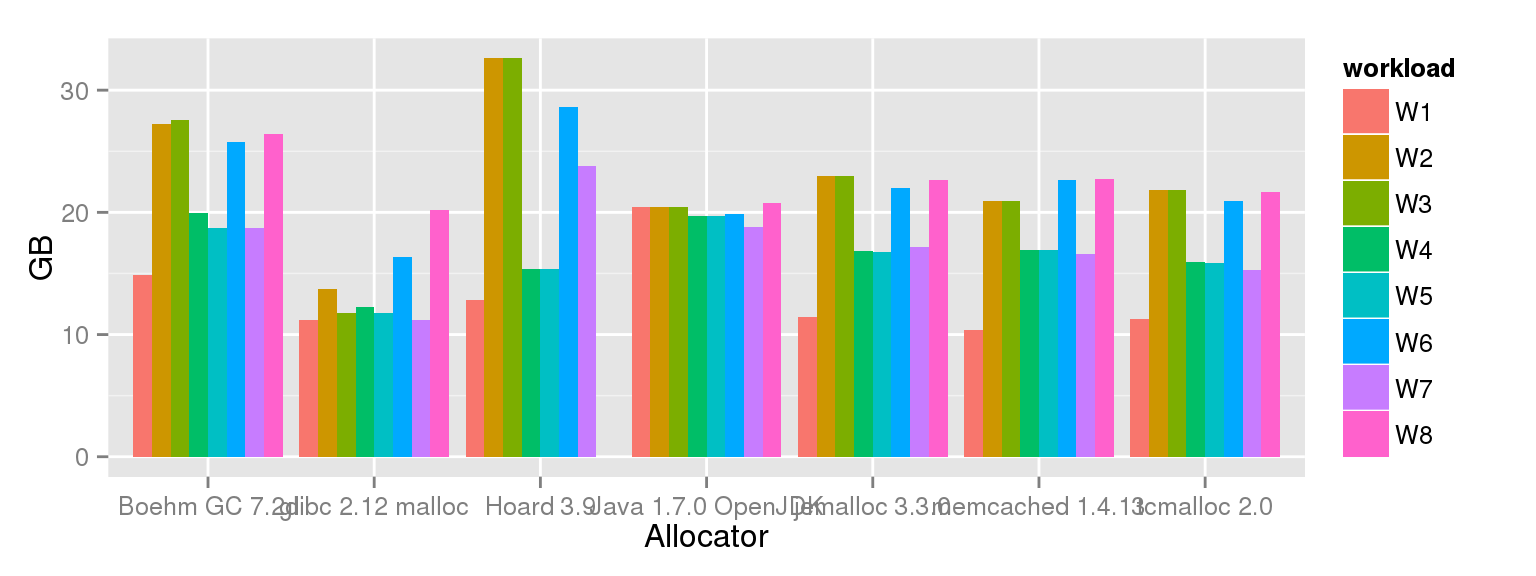 workload
W1
W2
W3
W4
W5
W6
W7
W8
30
20
10
0
GB
Boehm GC 7.2d glibc 2.12 malloc Hoard 3.9 Java 1.7.0 OpenJDK jemalloc 3.3.0 memcached 1.4.13 tcmalloc 2.0
Allocator